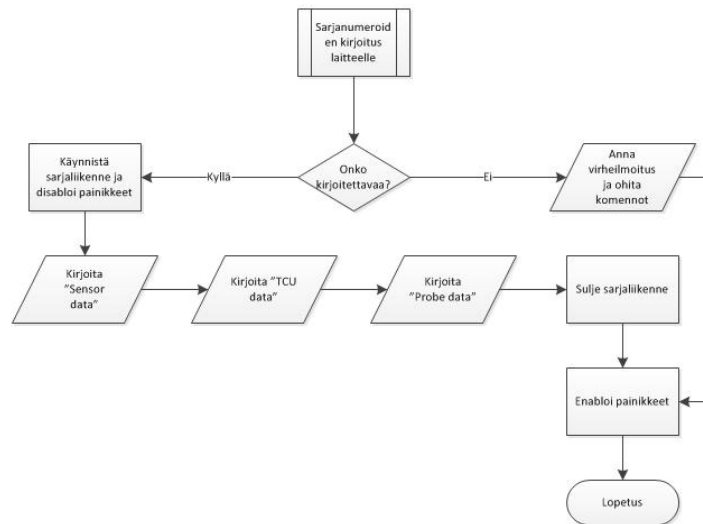 Sarjanumeroid
en kirjoitus
laitteelle
Käynnistä
sarjaliikenne ja
disabloi painikkeet
Kyllä
Onko
kirjoitettavaa?
Ei
Anna
virheilmoitus
ja ohita
komennot
Kirjoita
"Sensor
data"
Kirjoita "TCU
data"
Kirjoita
"Probe data"
Sulje sarjaliikenne
Enabloi painikkeet
Lopetus